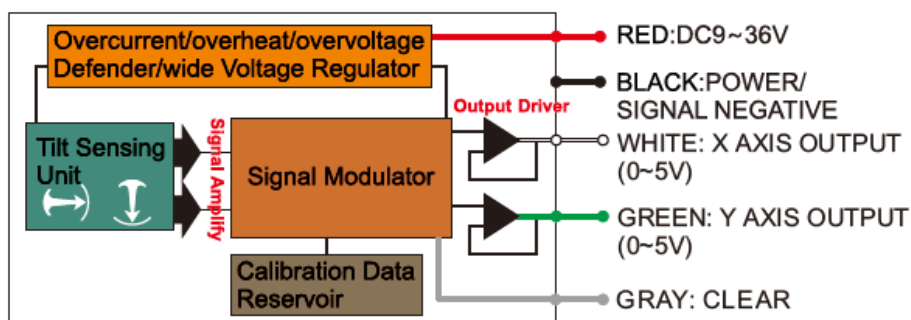 Overcurrent/overheat/overvoltage
Defender/wide Voltage Regulator
RED:DC9~36V
BLACK:POWER/
SIGNAL NEGATIVE
Output Driver
Tilt Sensing
Unit
Signal Amplify
Signal Modulator
WHITE: X AXIS OUTPUT
(0~5V)
GREEN: Y AXIS OUTPUT
(0~5V)
Calibration Data
Reservoir
GRAY: CLEAR